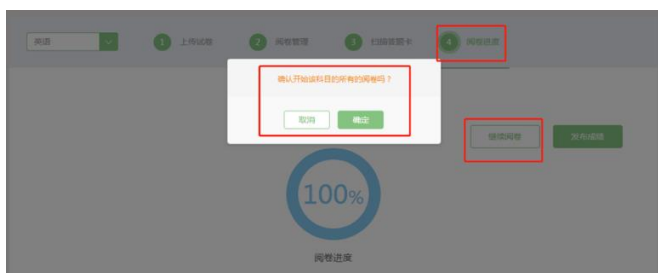 英语
1 上传试卷
2 阅卷管理
3 扫描答题卡
4 阅卷进度
确认开始该科目的所有的阅卷吗？
取消
确定
继续阅卷
发布成绩
100%
阅卷进度